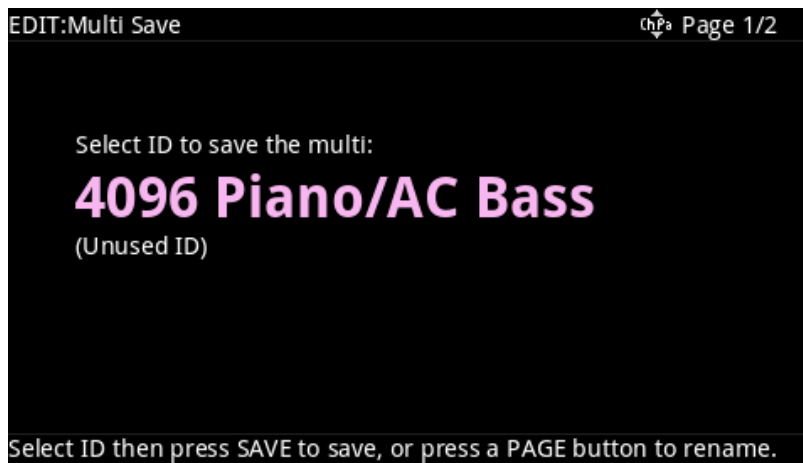 EDIT:Multi Save ChPa Page 1/2
Select ID to save the multi:
4096 Piano/AC Bass
(Unused ID)
Select ID then press SAVE to save, or press a PAGE button to rename.